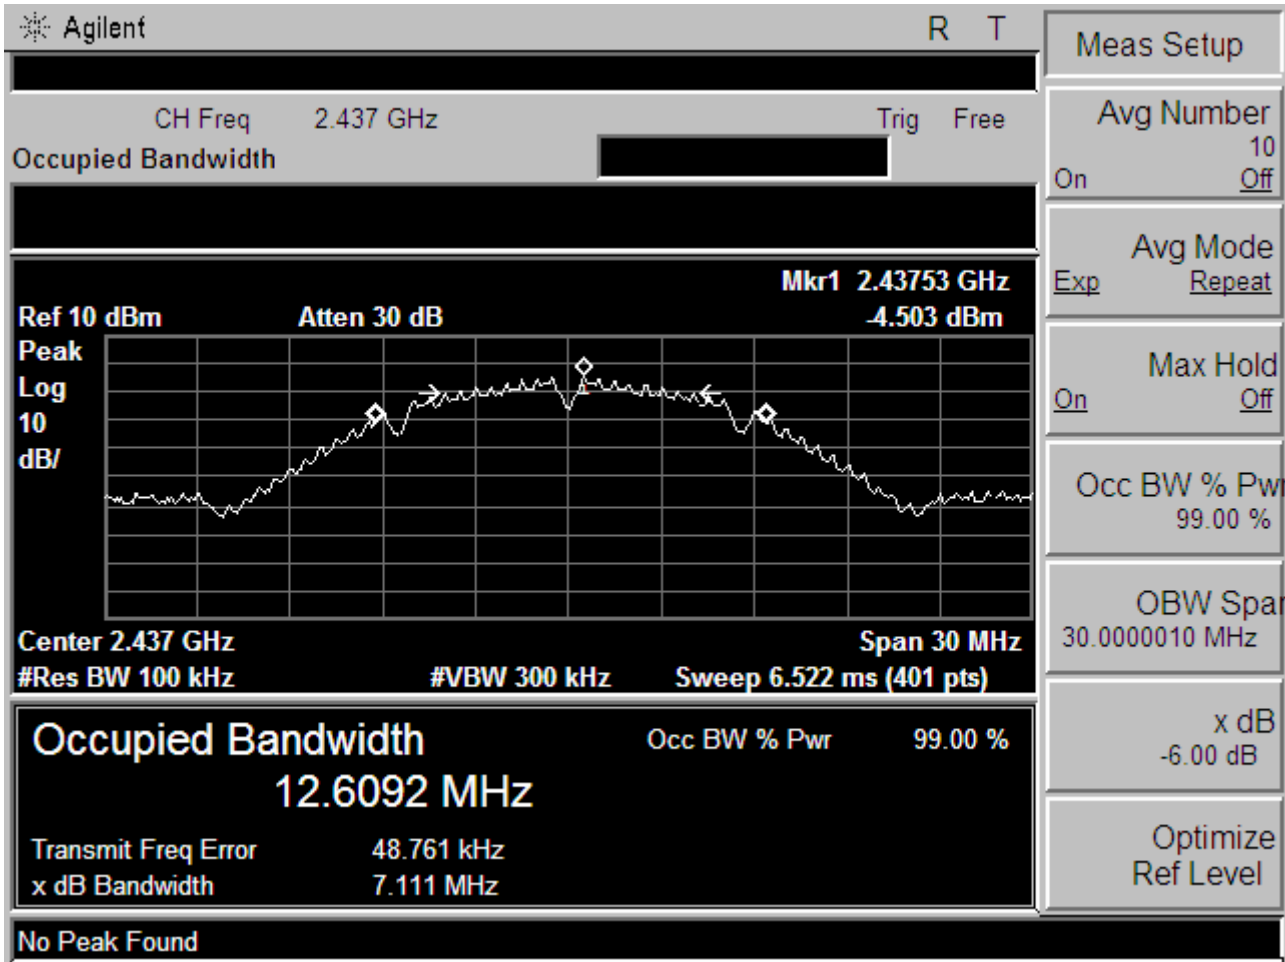 Agilent R T
CH Freq 2.437 GHz Trig Free
Occupied Bandwidth
Mkr1 2.43753 GHz
Ref 10 dBm Atten 30 dB -4.503 dBm
Peak
Log
10
dB/
Center 2.437 GHz Span 30 MHz
#Res BW 100 kHz #VBW 300 kHz Sweep 6.522 ms (401 pts)
Occupied Bandwidth Occ BW % Pwr 99.00 %
12.6092 MHz
Transmit Freq Error 48.761 kHz
x dB Bandwidth 7.111 MHz
No Peak Found
Meas Setup
Avg Number
10
On Off
Avg Mode
Exp Repeat
Max Hold
On Off
Occ BW % Pwr
99.00 %
OBW Spar
30.0000010 MHz
x dB
-6.00 dB
Optimize
Ref Level